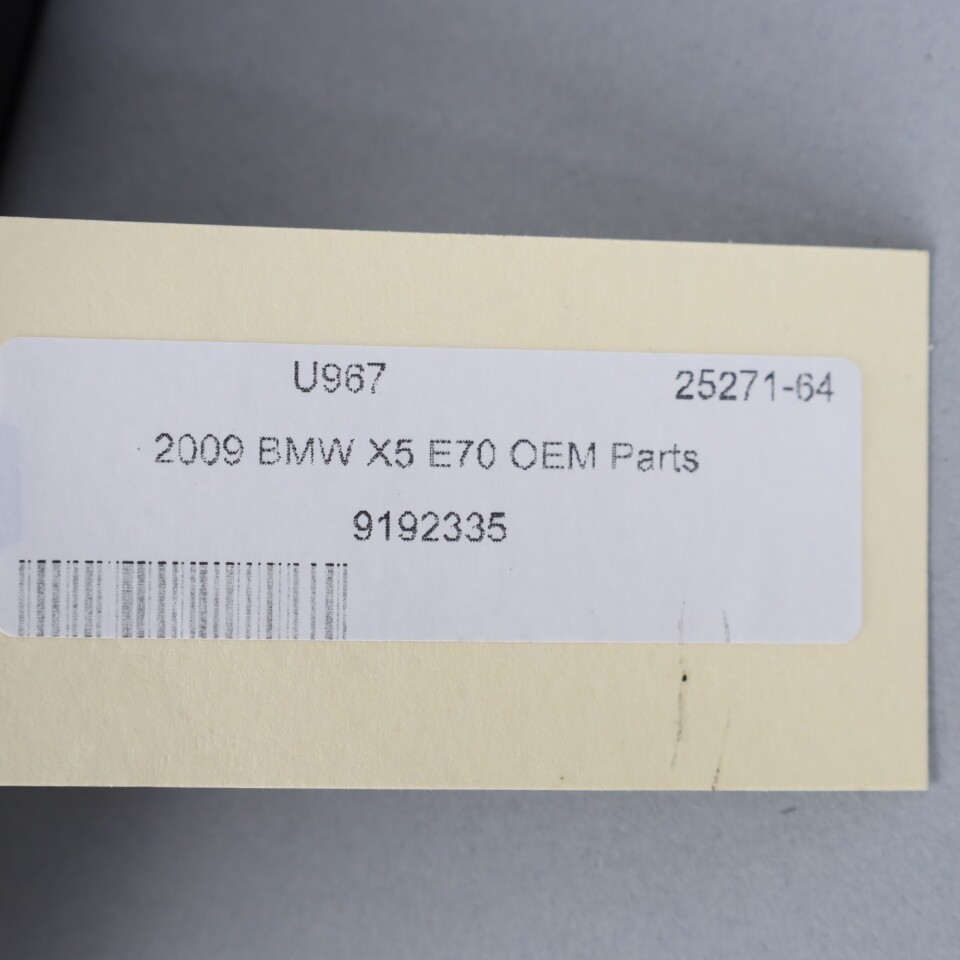 U967 25271-64
2009 BMW X5 E70 OEM Parts
9192335